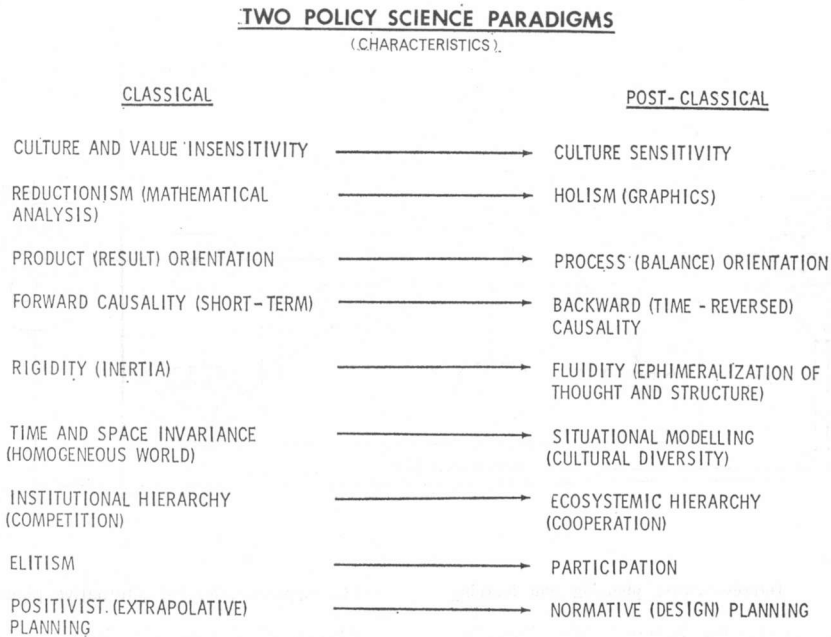 TWO POLICY SCIENCE PARADIGMS
(CHARACTERISTICS)
CLASSICAL
POST-CLASSICAL
CULTURE AND VALUE INSENSITIVITY
CULTURE SENSITIVITY
REDUCTIONISM (MATHEMATICAL
ANALYSIS)
HOLISM (GRAPHICS)
PRODUCT (RESULT) ORIENTATION
PROCESS (BALANCE) ORIENTATION
FORWARD CAUSALITY (SHORT-TERM)
BACKWARD (TIME-REVERSED)
CAUSALITY
RIGIDITY (INERTIA)
FLUIDITY (EPHIMERALIZATION OF
THOUGHT AND STRUCTURE)
TIME AND SPACE INVARIANCE
(HOMOGENEOUS WORLD)
SITUATIONAL MODELLING
(CULTURAL DIVERSITY)
INSTITUTIONAL HIERARCHY
(COMPETITION)
ECOSYSTEMIC HIERARCHY
(COOPERATION)
ELITISM
PARTICIPATION
POSITIVIST. (EXTRAPOLATIVE)
PLANNING
NORMATIVE (DESIGN) PLANNING